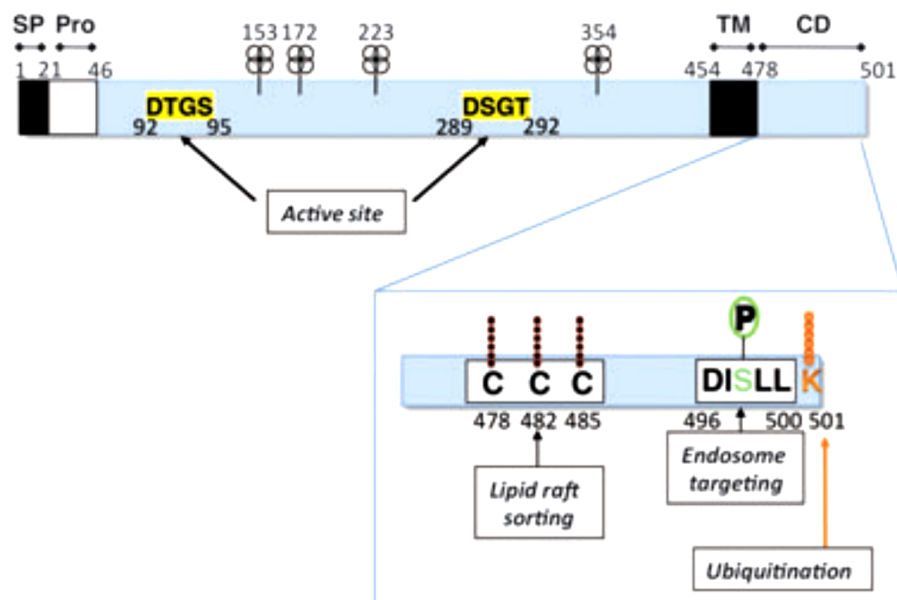 SP Pro TM CD
153 172 223 354
1 21 46 454 478 501
DTGS DSGT
92 95 289 292
Active site
P
C C C DISLL K
478 482 485 496 500 501
Endosome
targeting
Lipid raft
sorting
Ubiquitination